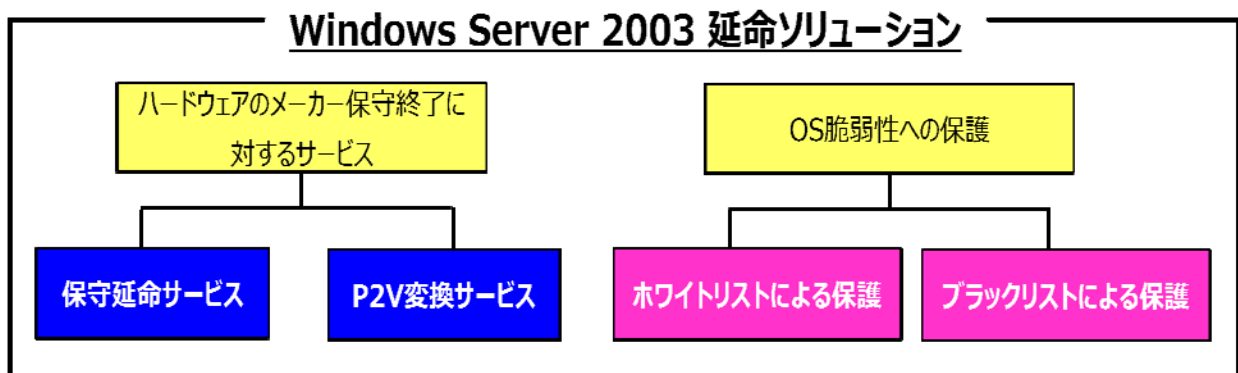 Windows Server 2003 延命ソリューション
ハードウェアのメーカー保守終了に
対するサービス
OS脆弱性への保護
保守延命サービス
P2V変換サービス
ホワイトリストによる保護
ブラックリストによる保護